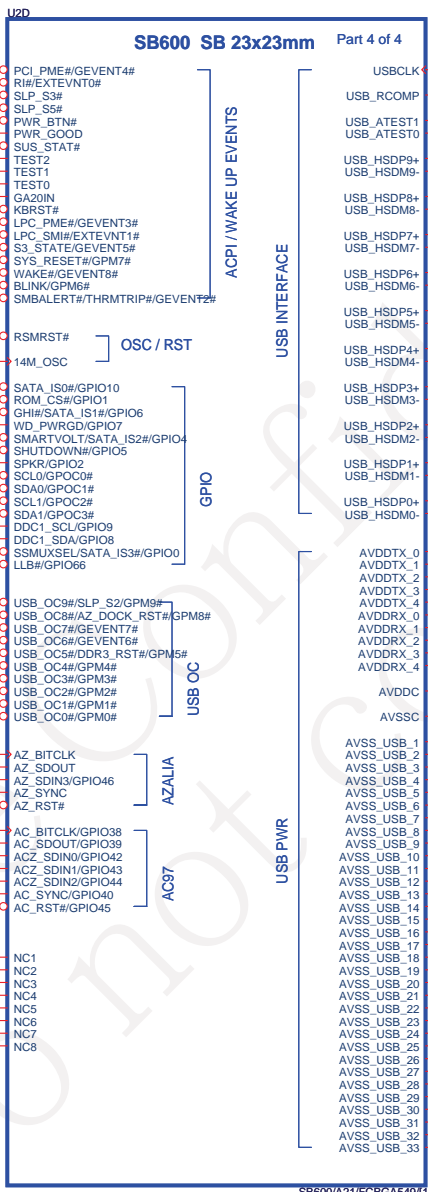 U2D
SB600 SB 23x23mm
Part 4 of 4
PCI_PME#/GEVENT4#
RI#/EXTEVNT0#
SLP_S3#
SLP_S5#
PWR_BTN#
PWR_GOOD
SUS_STAT#
TEST2
TEST1
TEST0
GA20IN
KBRST#
LPC_PME#/GEVENT3#
LPC_SMI#/EXTEVNT1#
S3_STATE/GEVENT5#
SYS_RESET#/GPM7#
WAKE#/GEVENT8#
BLINK/GPM6#
SMBALERT#/THRMTRIP#/GEVENT2#
ACPI / WAKE UP EVENTS
RSMRST#
14M_OSC
OSC / RST
SATA_IS0#/GPIO10
ROM_CS#/GPIO1
GHI#/SATA_IS1#/GPIO6
WD_PWRGD/GPIO7
SMARTVOLT/SATA_IS2#/GPIO4
SHUTDOWN#/GPIO5
SPKR/GPIO2
SCL0/GPOC0#
SDA0/GPOC1#
SCL1/GPOC2#
SDA1/GPOC3#
DDC1_SCL/GPIO9
DDC1_SDA/GPIO8
SSMUXSEL/SATA_IS3#/GPIO0
LLB#/GPIO66
GPIO
USB_OC9#/SLP_S2/GPM9#
USB_OC8#/AZ_DOCK_RST#/GPM8#
USB_OC7#/GEVENT7#
USB_OC6#/GEVENT6#
USB_OC5#/DDR3_RST#/GPM5#
USB_OC4#/GPM4#
USB_OC3#/GPM3#
USB_OC2#/GPM2#
USB_OC1#/GPM1#
USB_OC0#/GPM0#
USB OC
AZ_BITCLK
AZ_SDOUT
AZ_SDIN3/GPIO46
AZ_SYNC
AZ_RST#
AZALIA
AC_BITCLK/GPIO38
AC_SDOUT/GPIO39
ACZ_SDIN0/GPIO42
ACZ_SDIN1/GPIO43
ACZ_SDIN2/GPIO44
AC_SYNC/GPIO40
AC_RST#/GPIO45
AC97
NC1
NC2
NC3
NC4
NC5
NC6
NC7
NC8
USBCLK
USB_RCOMP
USB_ATEST1
USB_ATEST0
USB_HSDP9+
USB_HSDM9-
USB_HSDP8+
USB_HSDM8-
USB_HSDP7+
USB_HSDM7-
USB_HSDP6+
USB_HSDM6-
USB_HSDP5+
USB_HSDM5-
USB_HSDP4+
USB_HSDM4-
USB_HSDP3+
USB_HSDM3-
USB_HSDP2+
USB_HSDM2-
USB_HSDP1+
USB_HSDM1-
USB_HSDP0+
USB_HSDM0-
USB INTERFACE
AVDDTX_0
AVDDTX_1
AVDDTX_2
AVDDTX_3
AVDDTX_4
AVDDRX_0
AVDDRX_1
AVDDRX_2
AVDDRX_3
AVDDRX_4
AVDDC
AVSSC
AVSS_USB_1
AVSS_USB_2
AVSS_USB_3
AVSS_USB_4
AVSS_USB_5
AVSS_USB_6
AVSS_USB_7
AVSS_USB_8
AVSS_USB_9
AVSS_USB_10
AVSS_USB_11
AVSS_USB_12
AVSS_USB_13
AVSS_USB_14
AVSS_USB_15
AVSS_USB_16
AVSS_USB_17
AVSS_USB_18
AVSS_USB_19
AVSS_USB_20
AVSS_USB_21
AVSS_USB_22
AVSS_USB_23
AVSS_USB_24
AVSS_USB_25
AVSS_USB_26
AVSS_USB_27
AVSS_USB_28
AVSS_USB_29
AVSS_USB_30
AVSS_USB_31
AVSS_USB_32
AVSS_USB_33
USB PWR